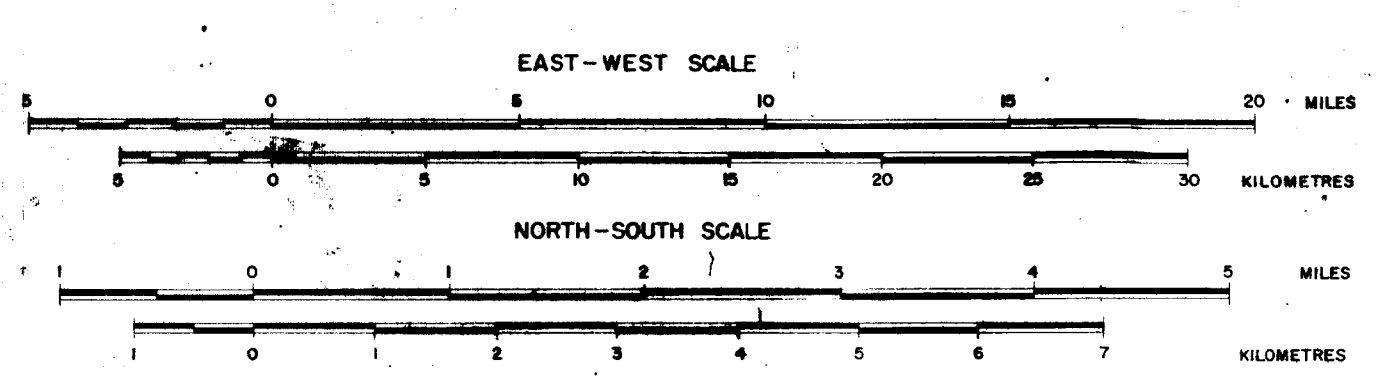 EAST-WEST SCALE
5 0 5 10 15 20 MILES
5 0 5 10 15 20 25 30 KILOMETRES
NORTH-SOUTH SCALE
1 0 1 2 3 4 5 MILES
1 0 1 2 3 4 5 6 7 KILOMETRES